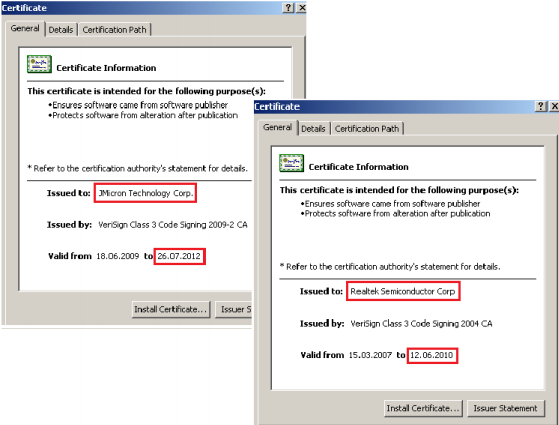 Certificate
General Details Certification Path
Certificate Information
This certificate is intended for the following purpose(s):
•Ensures software came from software publisher
•Protects software from alteration after publication
* Refer to the certification authority's statement for details.
Issued to: JMicron Technology Corp.
Issued by: VeriSign Class 3 Code Signing 2009-2 CA
Valid from 18.06.2009 to 26.07.2012
Install Certificate... Issuer S
Certificate
General Details Certification Path
Certificate Information
This certificate is intended for the following purpose(s):
•Ensures software came from software publisher
•Protects software from alteration after publication
* Refer to the certification authority's statement for details.
Issued to: Realtek Semiconductor Corp
Issued by: VeriSign Class 3 Code Signing 2004 CA
Valid from 15.03.2007 to 12.06.2010
Install Certificate... Issuer Statement